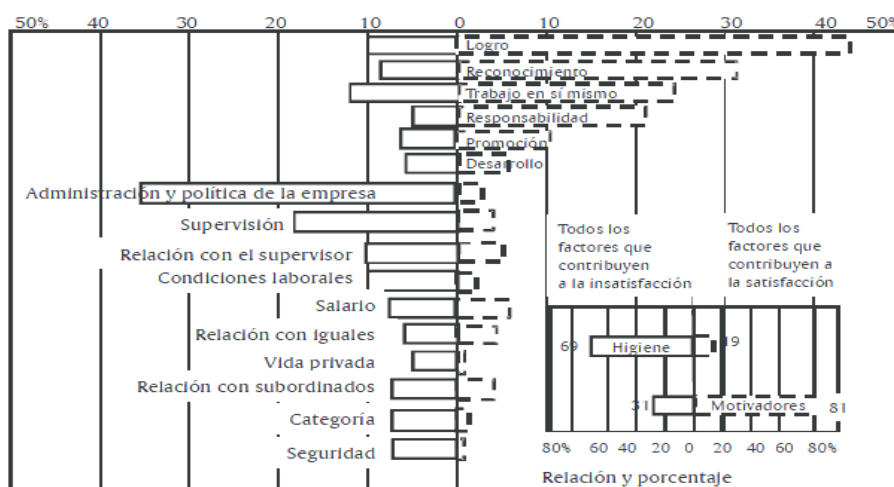 50% 40 30 20 10 0 10 20 30 40 50%
Logro
Reconocimiento
Trabajo en sí mismo
Responsabilidad
Promoción
Desarrollo
Administración y política de la empresa
Supervisión
Relación con el supervisor
Condiciones laborales
Salario
Relación con iguales
Vida privada
Relación con subordinados
Categoría
Seguridad
Todos los
factores que
contribuyen
a la insatisfacción
Todos los
factores que
contribuyen a
la satisfacción
69 Higiene 19
31 Motivadores 81
80% 60 40 20 0 20 40 60 80%
Relación y porcentaje